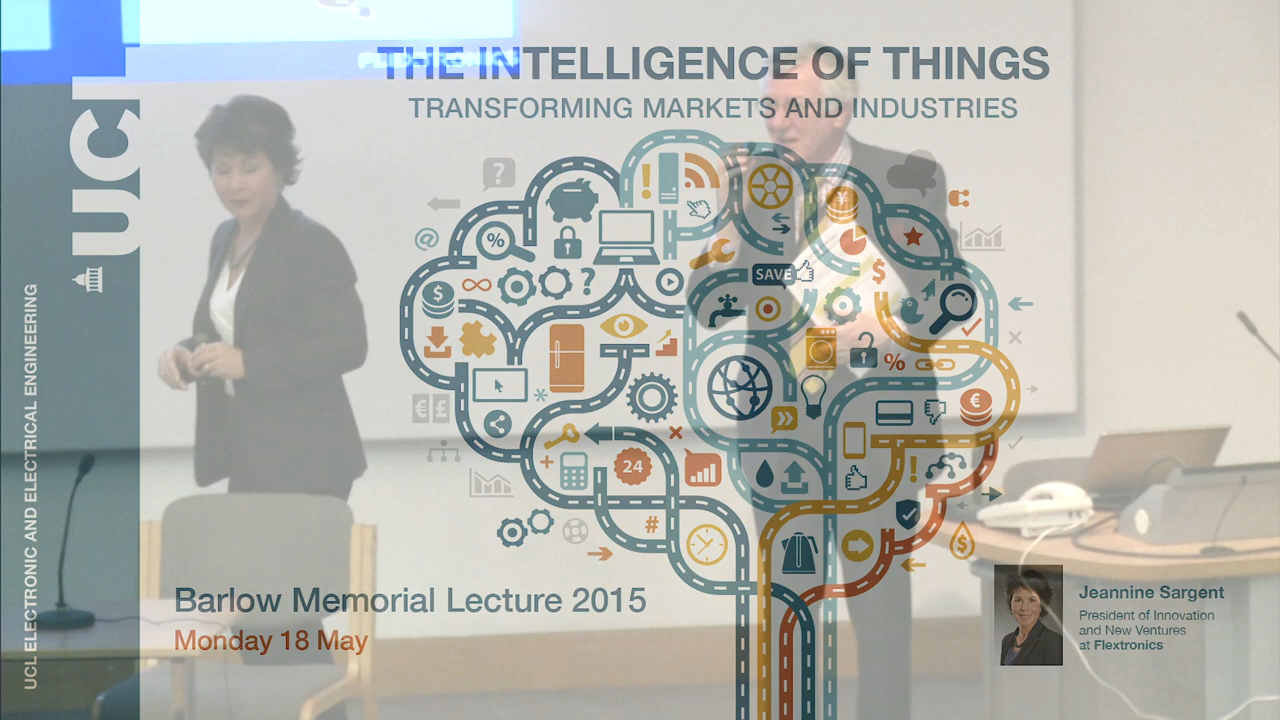 FLEXTRONICS
THE INTELLIGENCE OF THINGS
TRANSFORMING MARKETS AND INDUSTRIES
UCL
UCL ELECTRONIC AND ELECTRICAL ENGINEERING
?
@
%
$
?
SAVE
¥
$
%
€
€ £
24
!
!
#
$
Barlow Memorial Lecture 2015
Monday 18 May
Jeannine Sargent
President of Innovation
and New Ventures
at Flextronics